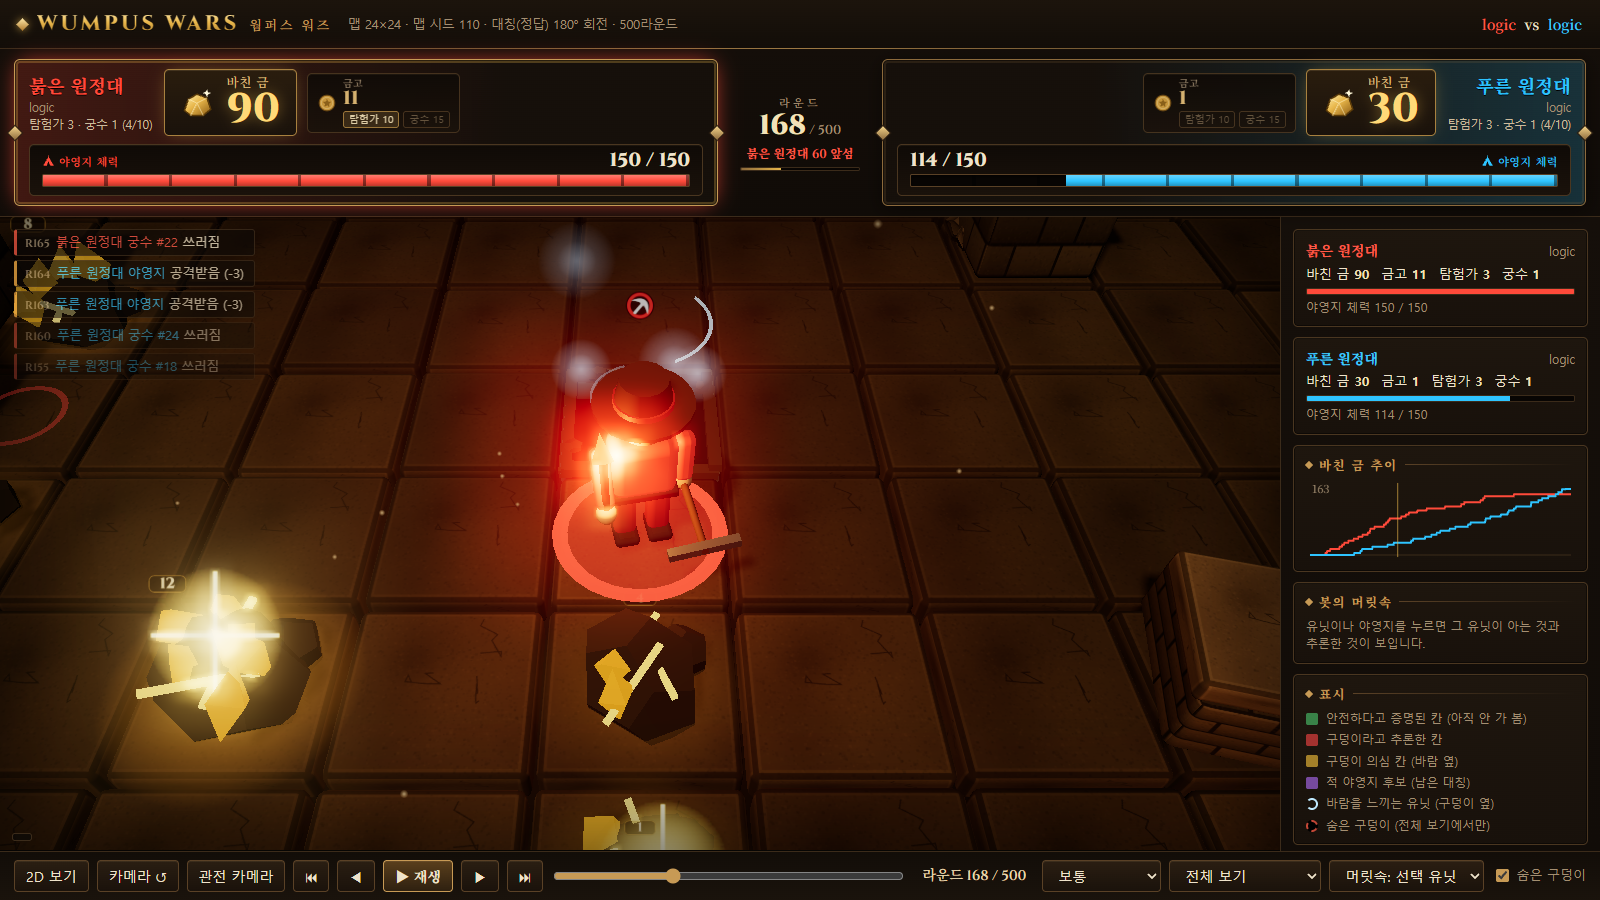 WUMPUS WARS 웜퍼스 워즈 맵 24×24 · 맵 시드 110 · 대칭(정답) 180° 회전 · 500라운드
logic vs logic
붉은 원정대
logic
탐험가 3 · 궁수 1 (4/10)
바친 금
90
금고
11
탐험가 10 궁수 15
야영지 체력
150 / 150
라운드
168 / 500
붉은 원정대 60 앞섬
금고
1
탐험가 10 궁수 15
바친 금
30
푸른 원정대
logic
탐험가 3 · 궁수 1 (4/10)
114 / 150
야영지 체력
8
R165 붉은 원정대 궁수 #22 쓰러짐
R164 푸른 원정대 야영지 공격받음 (-3)
R163 푸른 원정대 야영지 공격받음 (-3)
R160 푸른 원정대 궁수 #24 쓰러짐
R155 푸른 원정대 궁수 #18 쓰러짐
12
1
붉은 원정대 logic
바친 금 90 금고 11 탐험가 3 궁수 1
야영지 체력 150 / 150
푸른 원정대 logic
바친 금 30 금고 1 탐험가 3 궁수 1
야영지 체력 114 / 150
바친 금 추이
163
봇의 머릿속
유닛이나 야영지를 누르면 그 유닛이 아는 것과
추론한 것이 보입니다.
표시
안전하다고 증명된 칸 (아직 안 가 봄)
구덩이라고 추론한 칸
구덩이 의심 칸 (바람 옆)
적 야영지 후보 (남은 대칭)
바람을 느끼는 유닛 (구덩이 옆)
숨은 구덩이 (전체 보기에서만)
2D 보기 카메라 ↺ 관전 카메라 ⏮ ◀ ▶ 재생 ▶ ⏭ 라운드 168 / 500 보통 전체 보기 머릿속: 선택 유닛 숨은 구덩이